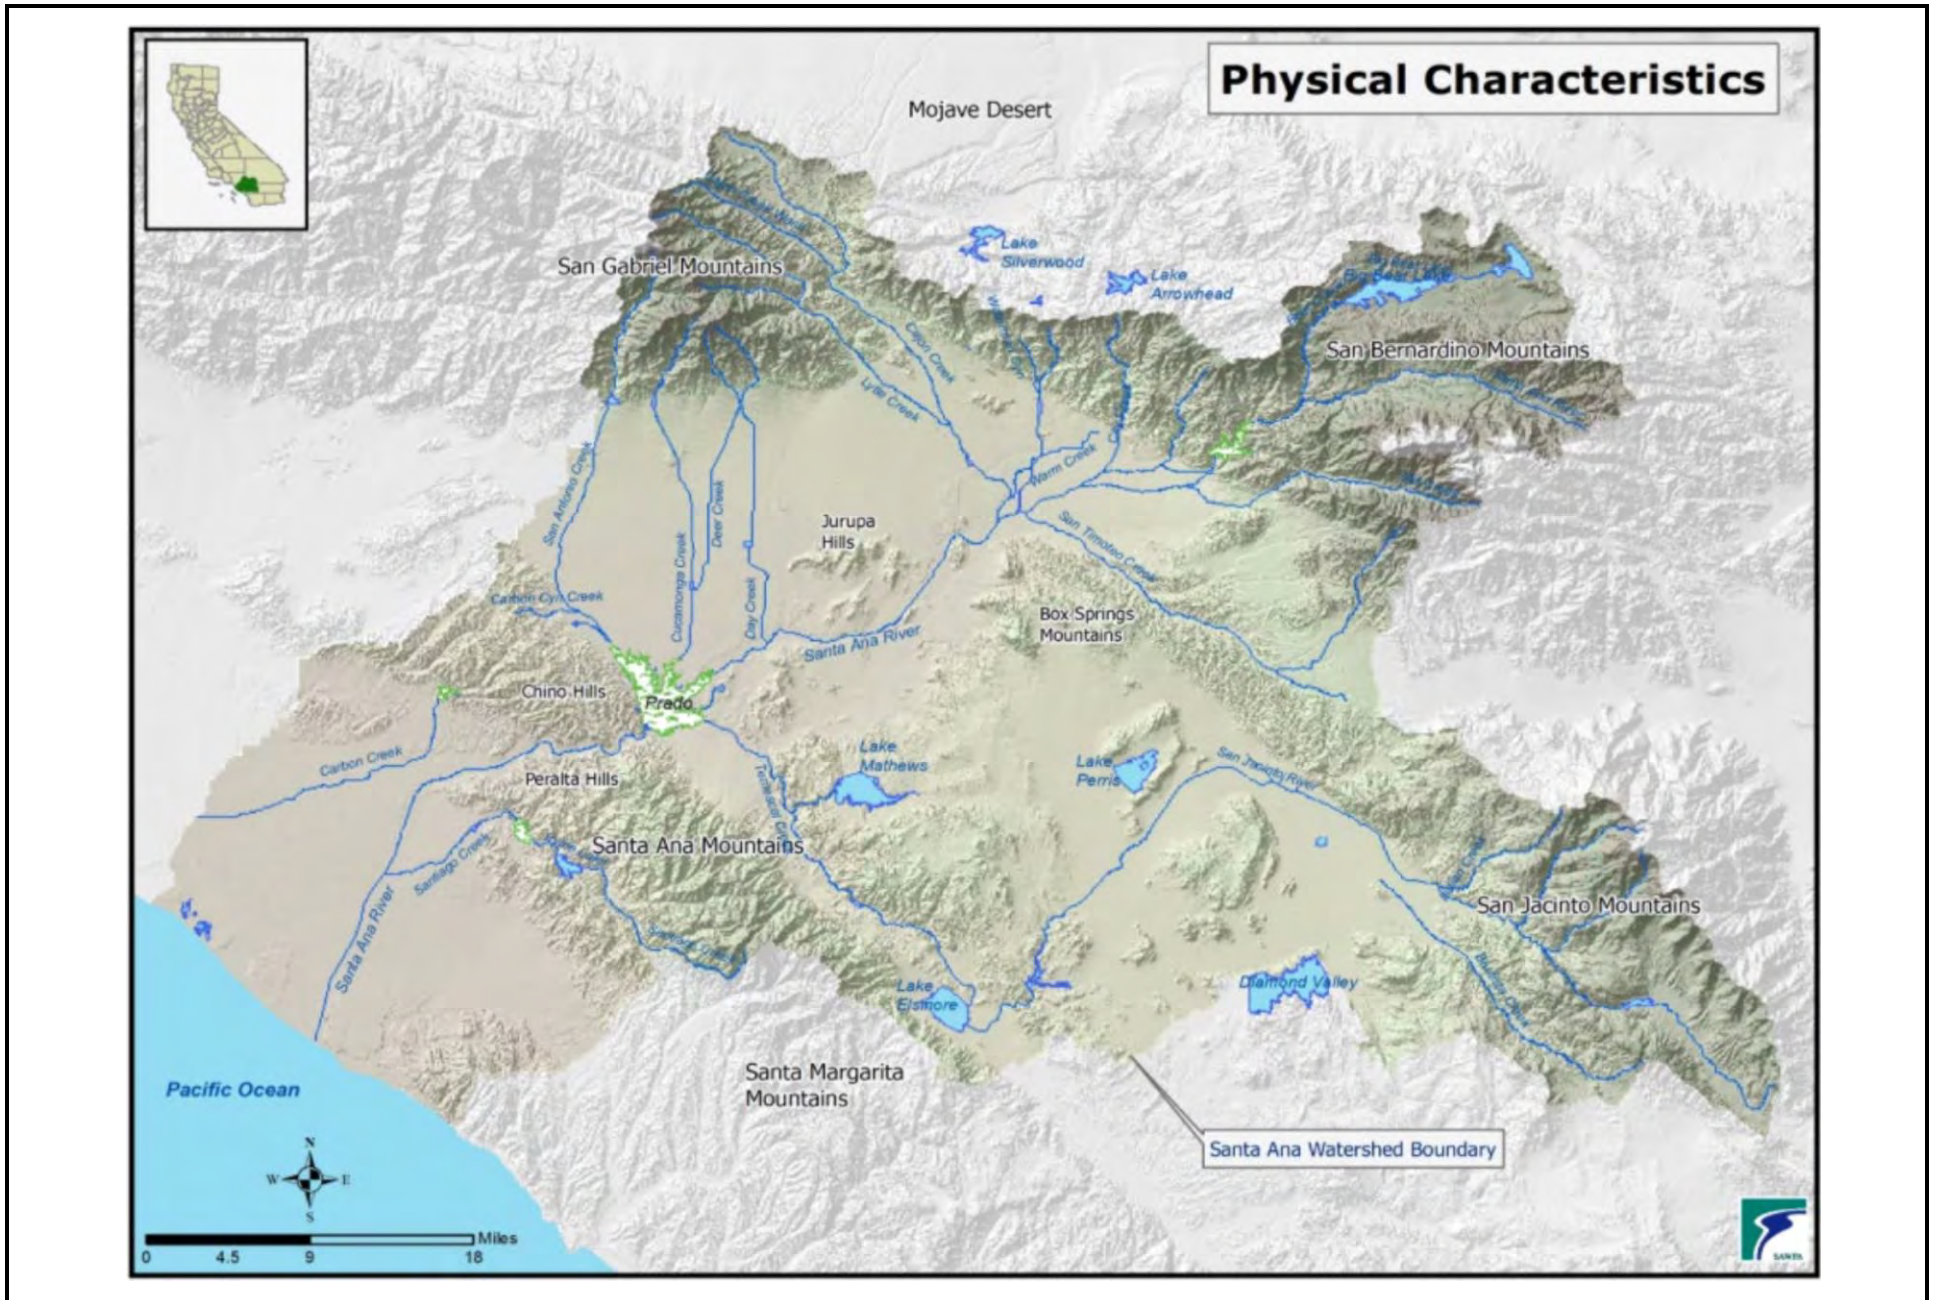 Physical Characteristics
Mojave Desert
Lake
Silverwood
Lake
Arrowhead
San Gabriel Mountains
Big Bear Lake
San Bernardino Mountains
Cajon Creek
Lytle Creek
San Antonio Creek
Warm Creek
Deer Creek
Jurupa
Hills
San Timoteo Creek
Cucamonga Creek
Day Creek
Carbon Cyn Creek
Box Springs
Mountains
Santa Ana River
Chino Hills
Prado
Carbon Creek
Lake
Mathews
Lake
Perris
San Jacinto River
Peralta Hills
Santa Ana Mountains
Santiago Creek
San Jacinto Mountains
Santa Ana River
Lake
Elsinore
Diamond Valley
Santa Margarita
Mountains
Pacific Ocean
Santa Ana Watershed Boundary
N
W E
S
Miles
0 4.5 9 18
SAWPA